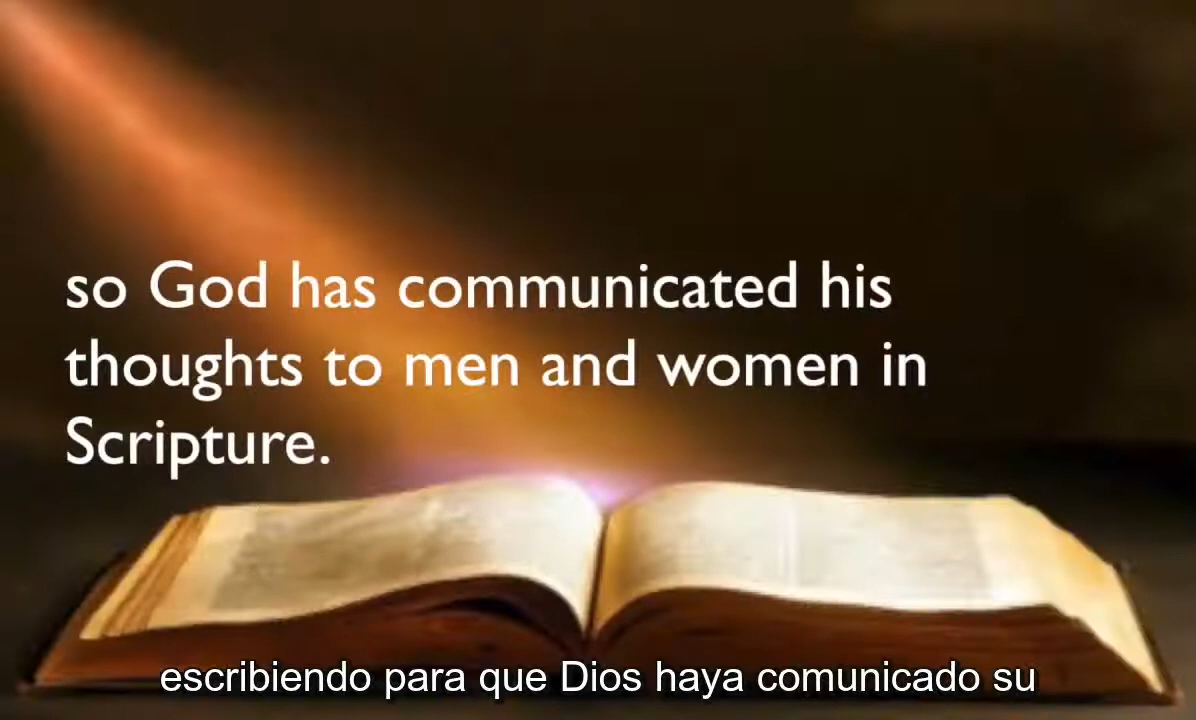 so God has communicated his
thoughts to men and women in
Scripture.
escribiendo para que Dios haya comunicado su